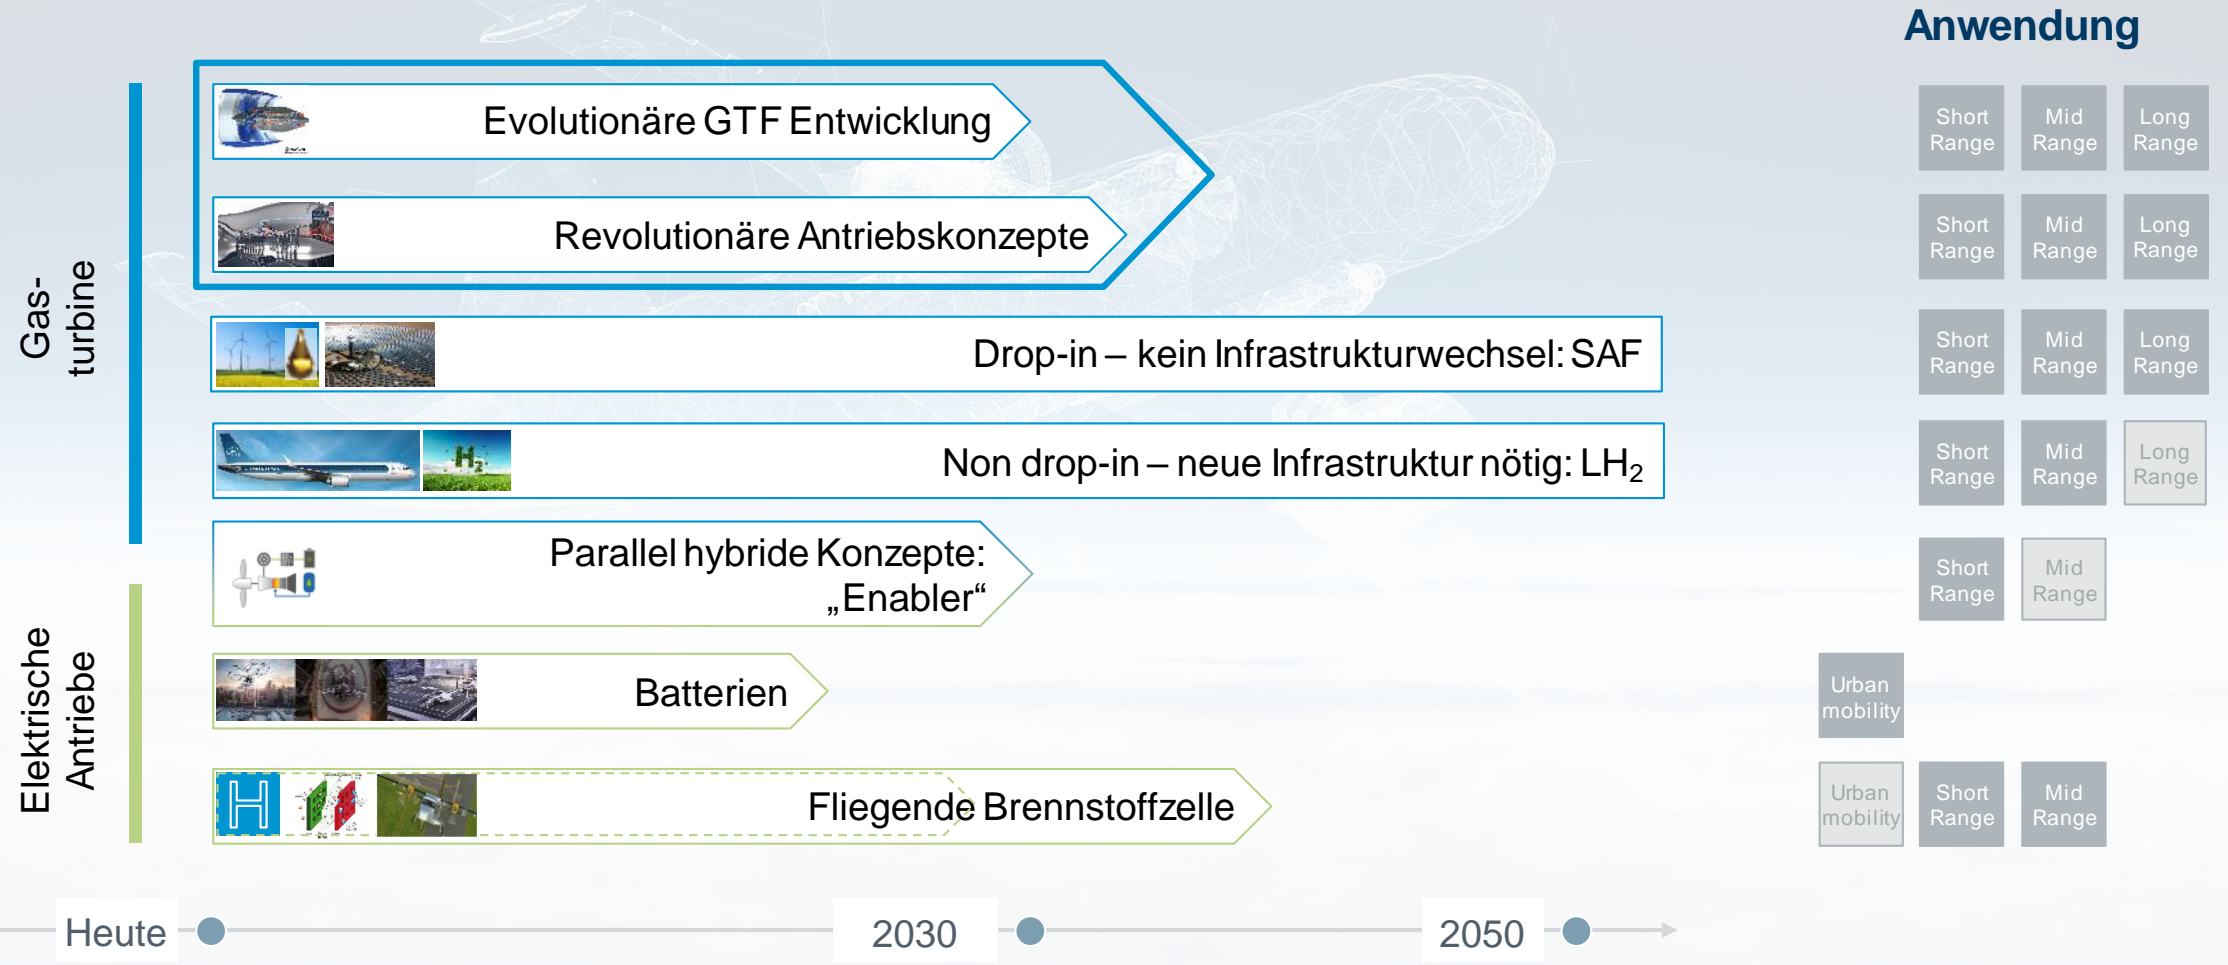 Anwendung
Gas-
turbine
Evolutionäre GTF Entwicklung
Short
Range
Mid
Range
Long
Range
Revolutionäre Antriebskonzepte
Short
Range
Mid
Range
Long
Range
Drop-in – kein Infrastrukturwechsel: SAF
Short
Range
Mid
Range
Long
Range
H₂
Non drop-in – neue Infrastruktur nötig: LH₂
Short
Range
Mid
Range
Long
Range
Parallel hybride Konzepte:
„Enabler“
Short
Range
Mid
Range
Elektrische
Antriebe
Batterien
Urban
mobility
H
Fliegende Brennstoffzelle
Urban
mobility
Short
Range
Mid
Range
Heute
2030
2050